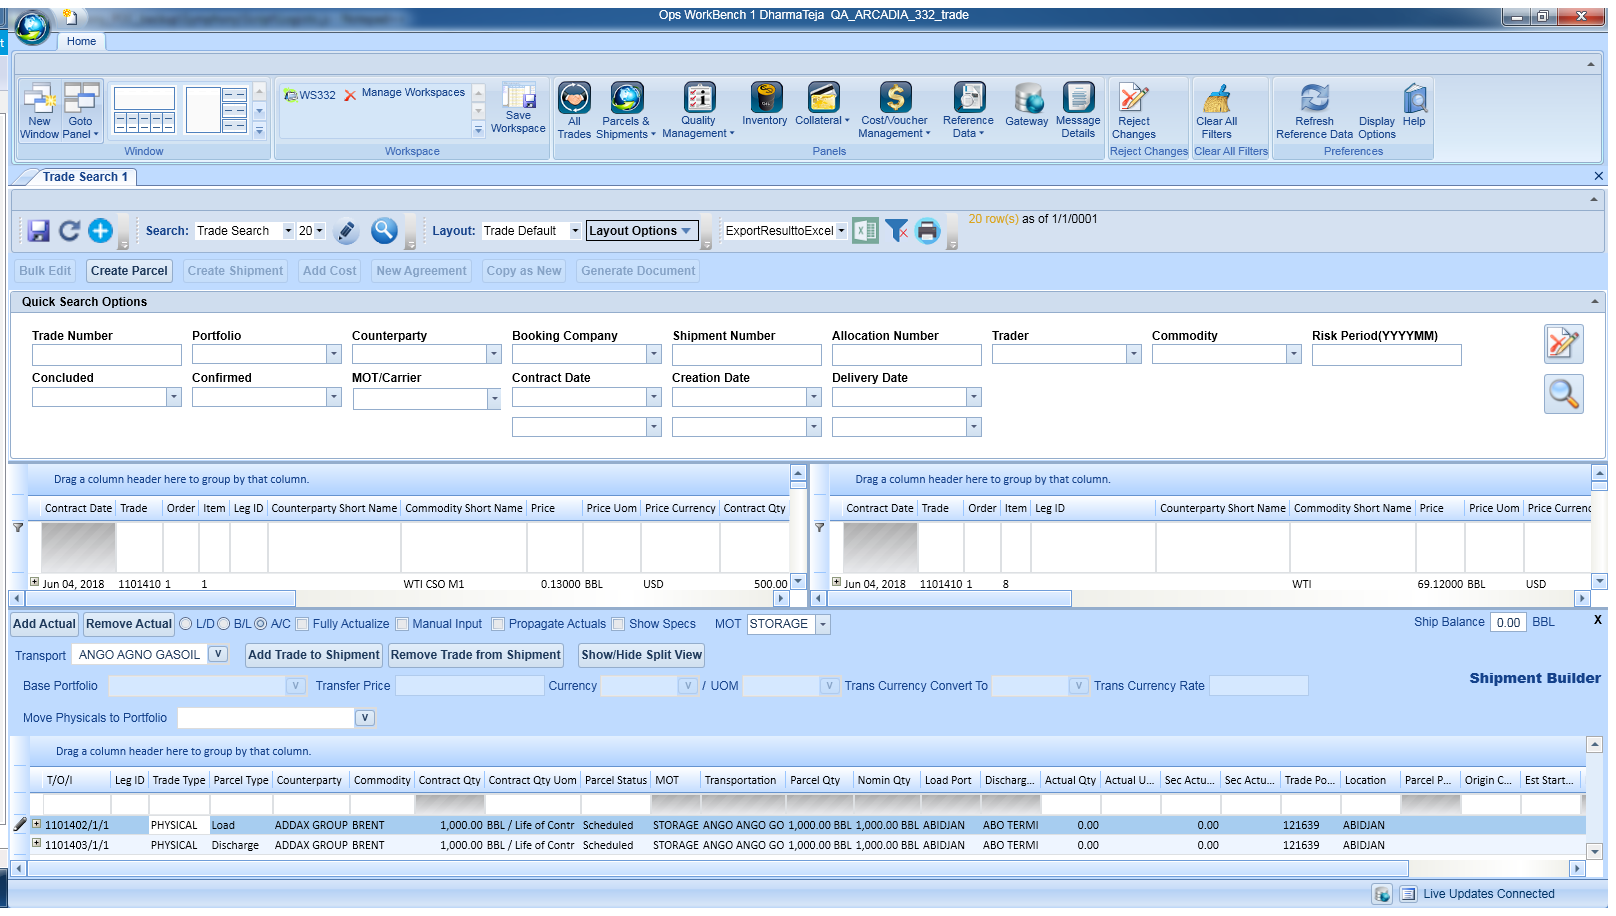 Ops WorkBench 1 DharmaTeja QA_ARCADIA_332_trade
Home
New Window
Goto Panel
Window
WS332
Manage Workspaces
Save Workspace
Workspace
All Trades
Parcels & Shipments
Quality Management
Inventory
Collateral
Cost/Voucher Management
Reference Data
Gateway
Message Details
Panels
Reject Changes
Reject Changes
Clear All Filters
Clear All Filters
Refresh Reference Data
Display Options
Help
Preferences
Trade Search 1
Search: Trade Search 20
Layout: Trade Default Layout Options
ExportResulttoExcel
20 row(s) as of 1/1/0001
Bulk Edit Create Parcel Create Shipment Add Cost New Agreement Copy as New Generate Document
Quick Search Options
Trade Number Portfolio Counterparty Booking Company Shipment Number Allocation Number Trader Commodity Risk Period(YYYYMM)
Concluded Confirmed MOT/Carrier Contract Date Creation Date Delivery Date
Drag a column header here to group by that column.
Contract Date Trade Order Item Leg ID Counterparty Short Name Commodity Short Name Price Price Uom Price Currency Contract Qty
Jun 04, 2018 1101410 1 1 WTI CSO M1 0.13000 BBL USD 500.00
Drag a column header here to group by that column.
Contract Date Trade Order Item Leg ID Counterparty Short Name Commodity Short Name Price Price Uom Price Currenc
Jun 04, 2018 1101410 1 8 WTI 69.12000 BBL USD
Add Actual Remove Actual L/D B/L A/C Fully Actualize Manual Input Propagate Actuals Show Specs MOT STORAGE Ship Balance 0.00 BBL X
Transport ANGO AGNO GASOIL V Add Trade to Shipment Remove Trade from Shipment Show/Hide Split View
Shipment Builder
Base Portfolio V Transfer Price Currency V / UOM V Trans Currency Convert To V Trans Currency Rate
Move Physicals to Portfolio V
Drag a column header here to group by that column.
T/O/I Leg ID Trade Type Parcel Type Counterparty Commodity Contract Qty Contract Qty Uom Parcel Status MOT Transportation Parcel Qty Nomin Qty Load Port Discharg... Actual Qty Actual U... Sec Actu... Sec Actu... Trade Po... Location Parcel P... Origin C... Est Start...
1101402/1/1 PHYSICAL Load ADDAX GROUP BRENT 1,000.00 BBL / Life of Contr Scheduled STORAGE ANGO ANGO GO 1,000.00 BBL 1,000.00 BBL ABIDJAN ABO TERMI 0.00 0.00 121639 ABIDJAN
1101403/1/1 PHYSICAL Discharge ADDAX GROUP BRENT 1,000.00 BBL / Life of Contr Scheduled STORAGE ANGO ANGO GO 1,000.00 BBL 1,000.00 BBL ABIDJAN ABO TERMI 0.00 0.00 121639 ABIDJAN
Live Updates Connected